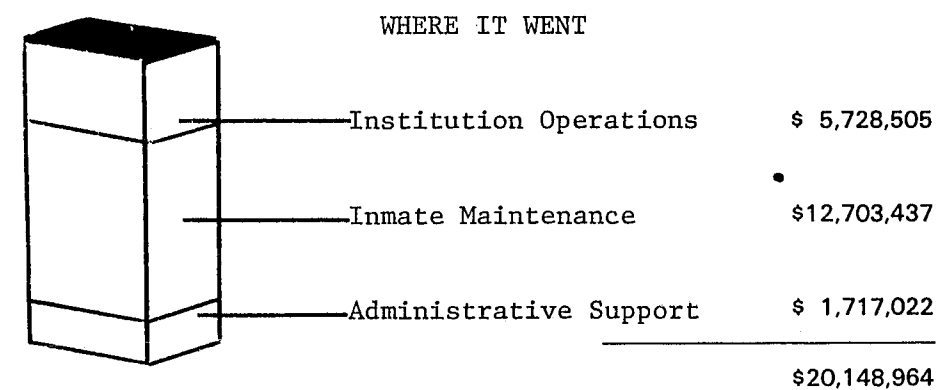 WHERE IT WENT
Institution Operations $ 5,728,505
Inmate Maintenance $12,703,437
Administrative Support $ 1,717,022
$20,148,964